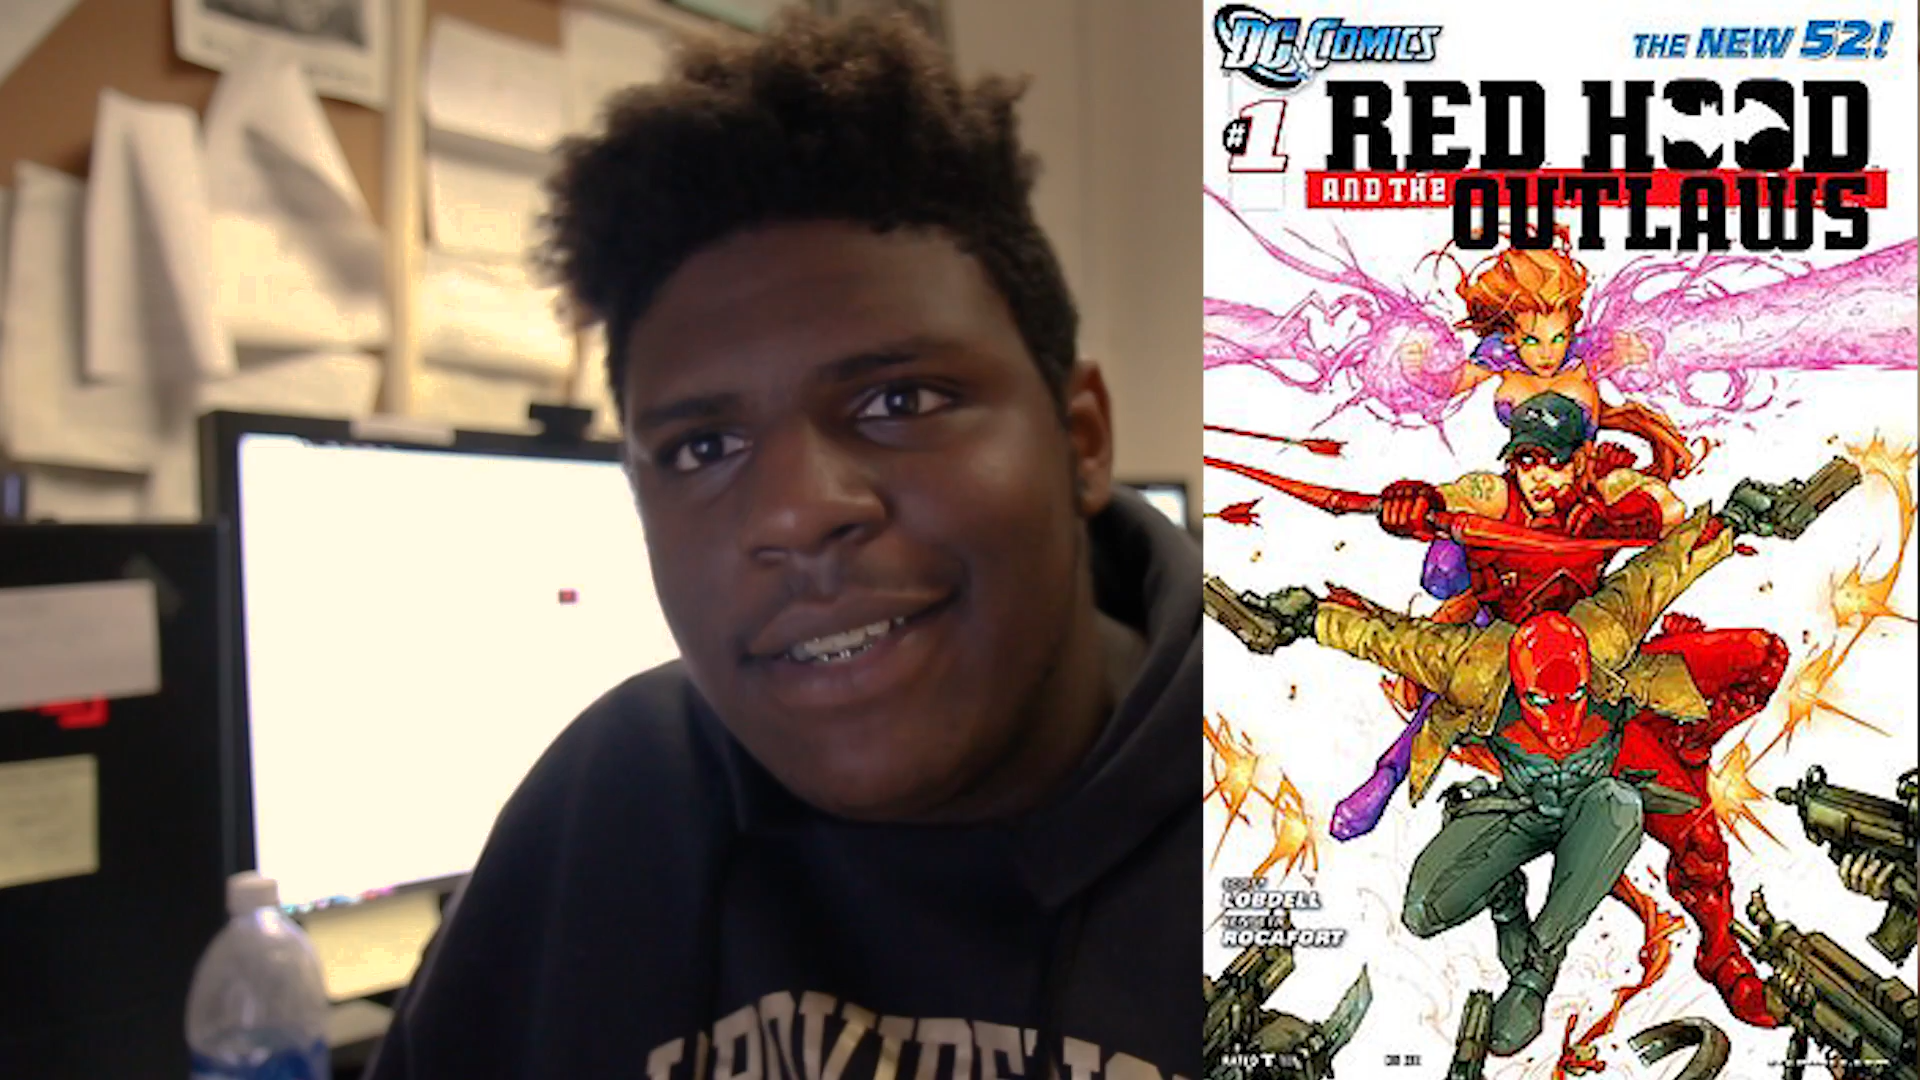 DC COMICS
THE NEW 52!
#1
RED HOOD
AND THE
OUTLAWS
LOBDELL
ROCAFORT